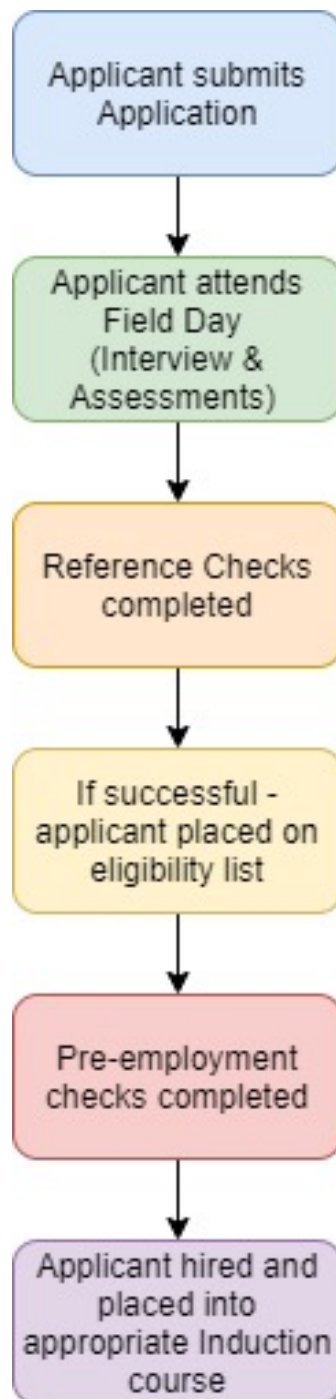 Applicant submits
Application
Applicant attends
Field Day
(Interview &
Assessments)
Reference Checks
completed
If successful -
applicant placed on
eligibility list
Pre-employment
checks completed
Applicant hired and
placed into
appropriate Induction
course